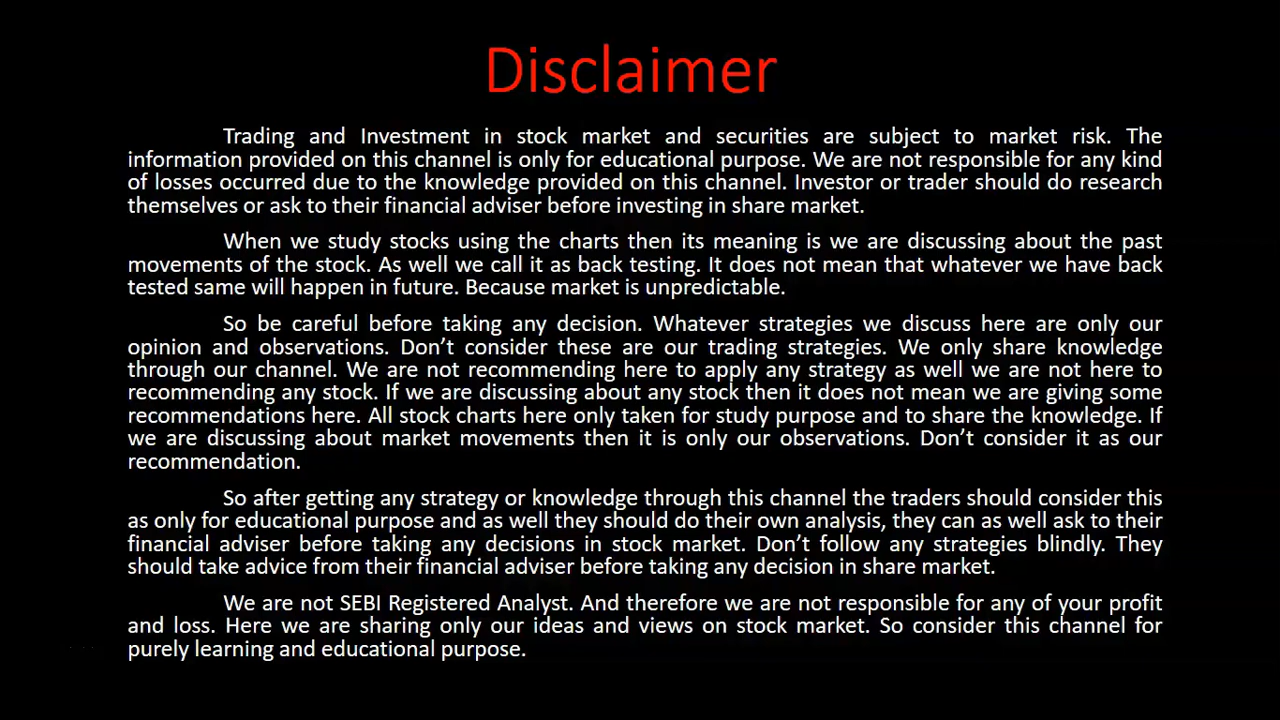 Disclaimer
Trading and Investment in stock market and securities are subject to market risk. The
information provided on this channel is only for educational purpose. We are not responsible for any kind
of losses occurred due to the knowledge provided on this channel. Investor or trader should do research
themselves or ask to their financial adviser before investing in share market.
When we study stocks using the charts then its meaning is we are discussing about the past
movements of the stock. As well we call it as back testing. It does not mean that whatever we have back
tested same will happen in future. Because market is unpredictable.
So be careful before taking any decision. Whatever strategies we discuss here are only our
opinion and observations. Don’t consider these are our trading strategies. We only share knowledge
through our channel. We are not recommending here to apply any strategy as well we are not here to
recommending any stock. If we are discussing about any stock then it does not mean we are giving some
recommendations here. All stock charts here only taken for study purpose and to share the knowledge. If
we are discussing about market movements then it is only our observations. Don’t consider it as our
recommendation.
So after getting any strategy or knowledge through this channel the traders should consider this
as only for educational purpose and as well they should do their own analysis, they can as well ask to their
financial adviser before taking any decisions in stock market. Don’t follow any strategies blindly. They
should take advice from their financial adviser before taking any decision in share market.
We are not SEBI Registered Analyst. And therefore we are not responsible for any of your profit
and loss. Here we are sharing only our ideas and views on stock market. So consider this channel for
purely learning and educational purpose.